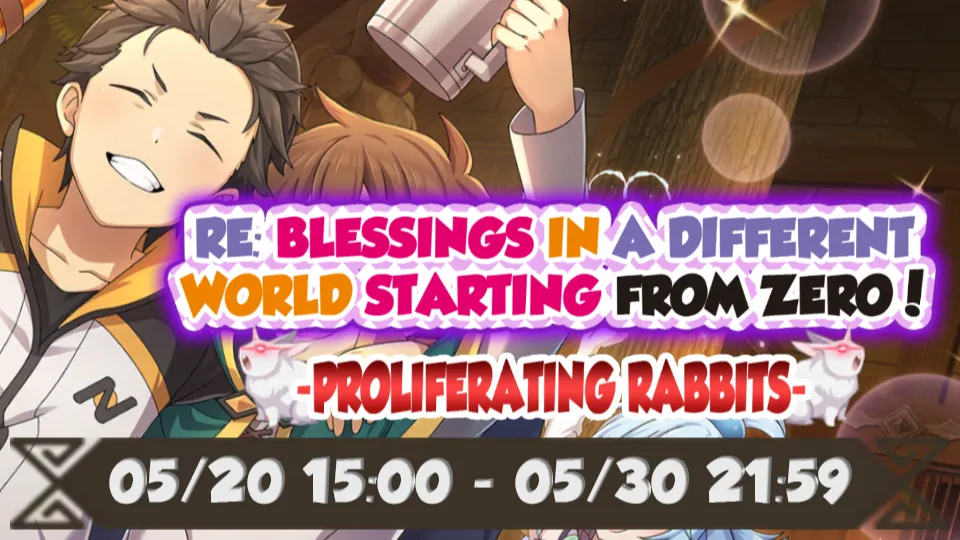 RE: BLESSINGS IN A DIFFERENT
WORLD STARTING FROM ZERO!
-PROLIFERATING RABBITS-
05/20 15:00 - 05/30 21:59
N